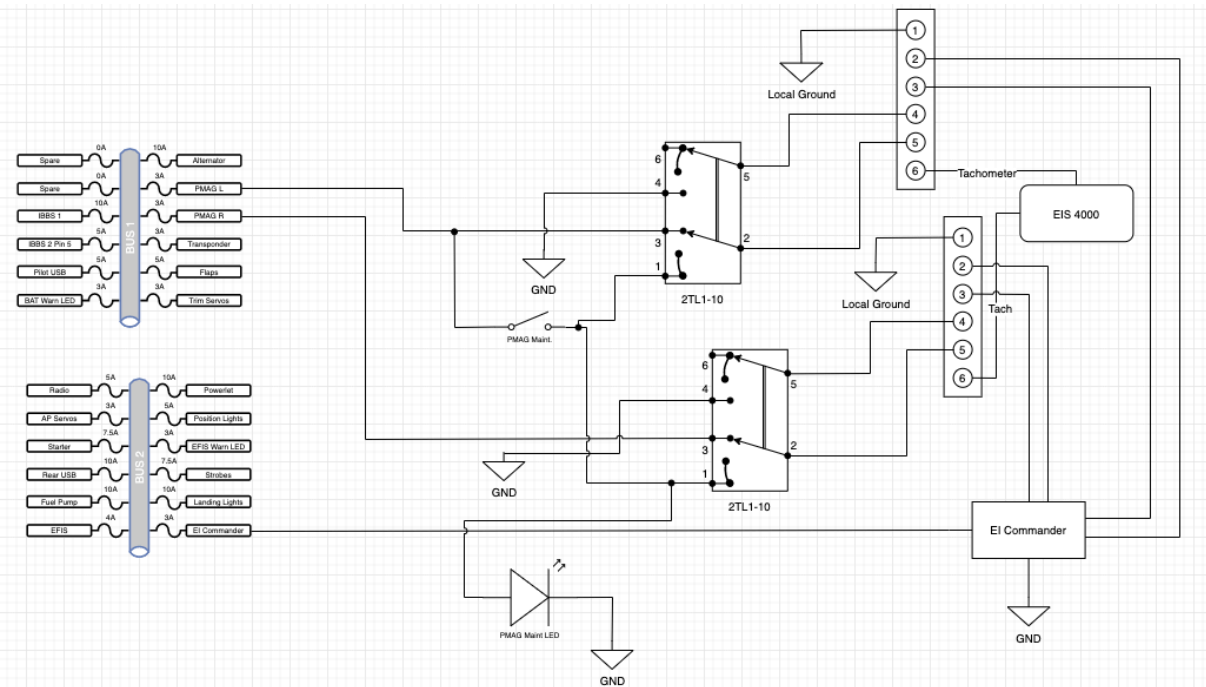 0A 10A
Spare Alternator
0A 3A
Spare PMAG L
10A 3A
IBBS 1 PMAG R
5A 3A
IBBS 2 Pin 5 Transponder
5A 5A
Pilot USB Flaps
3A 3A
BAT Warn LED Trim Servos
BUS 1
5A 10A
Radio Powerlet
3A 5A
AP Servos Position Lights
7.5A 3A
Starter EFIS Warn LED
10A 7.5A
Rear USB Strobes
10A 10A
Fuel Pump Landing Lights
4A 3A
EFIS EI Commander
BUS 2
6
4
3
1
5
2
2TL1-10
GND
PMAG Maint.
6
4
3
1
5
2
2TL1-10
GND
PMAG Maint LED
GND
1
2
3
4
5
6
Local Ground
Tachometer
EIS 4000
1
2
3
4
5
6
Local Ground
Tach
EI Commander
GND